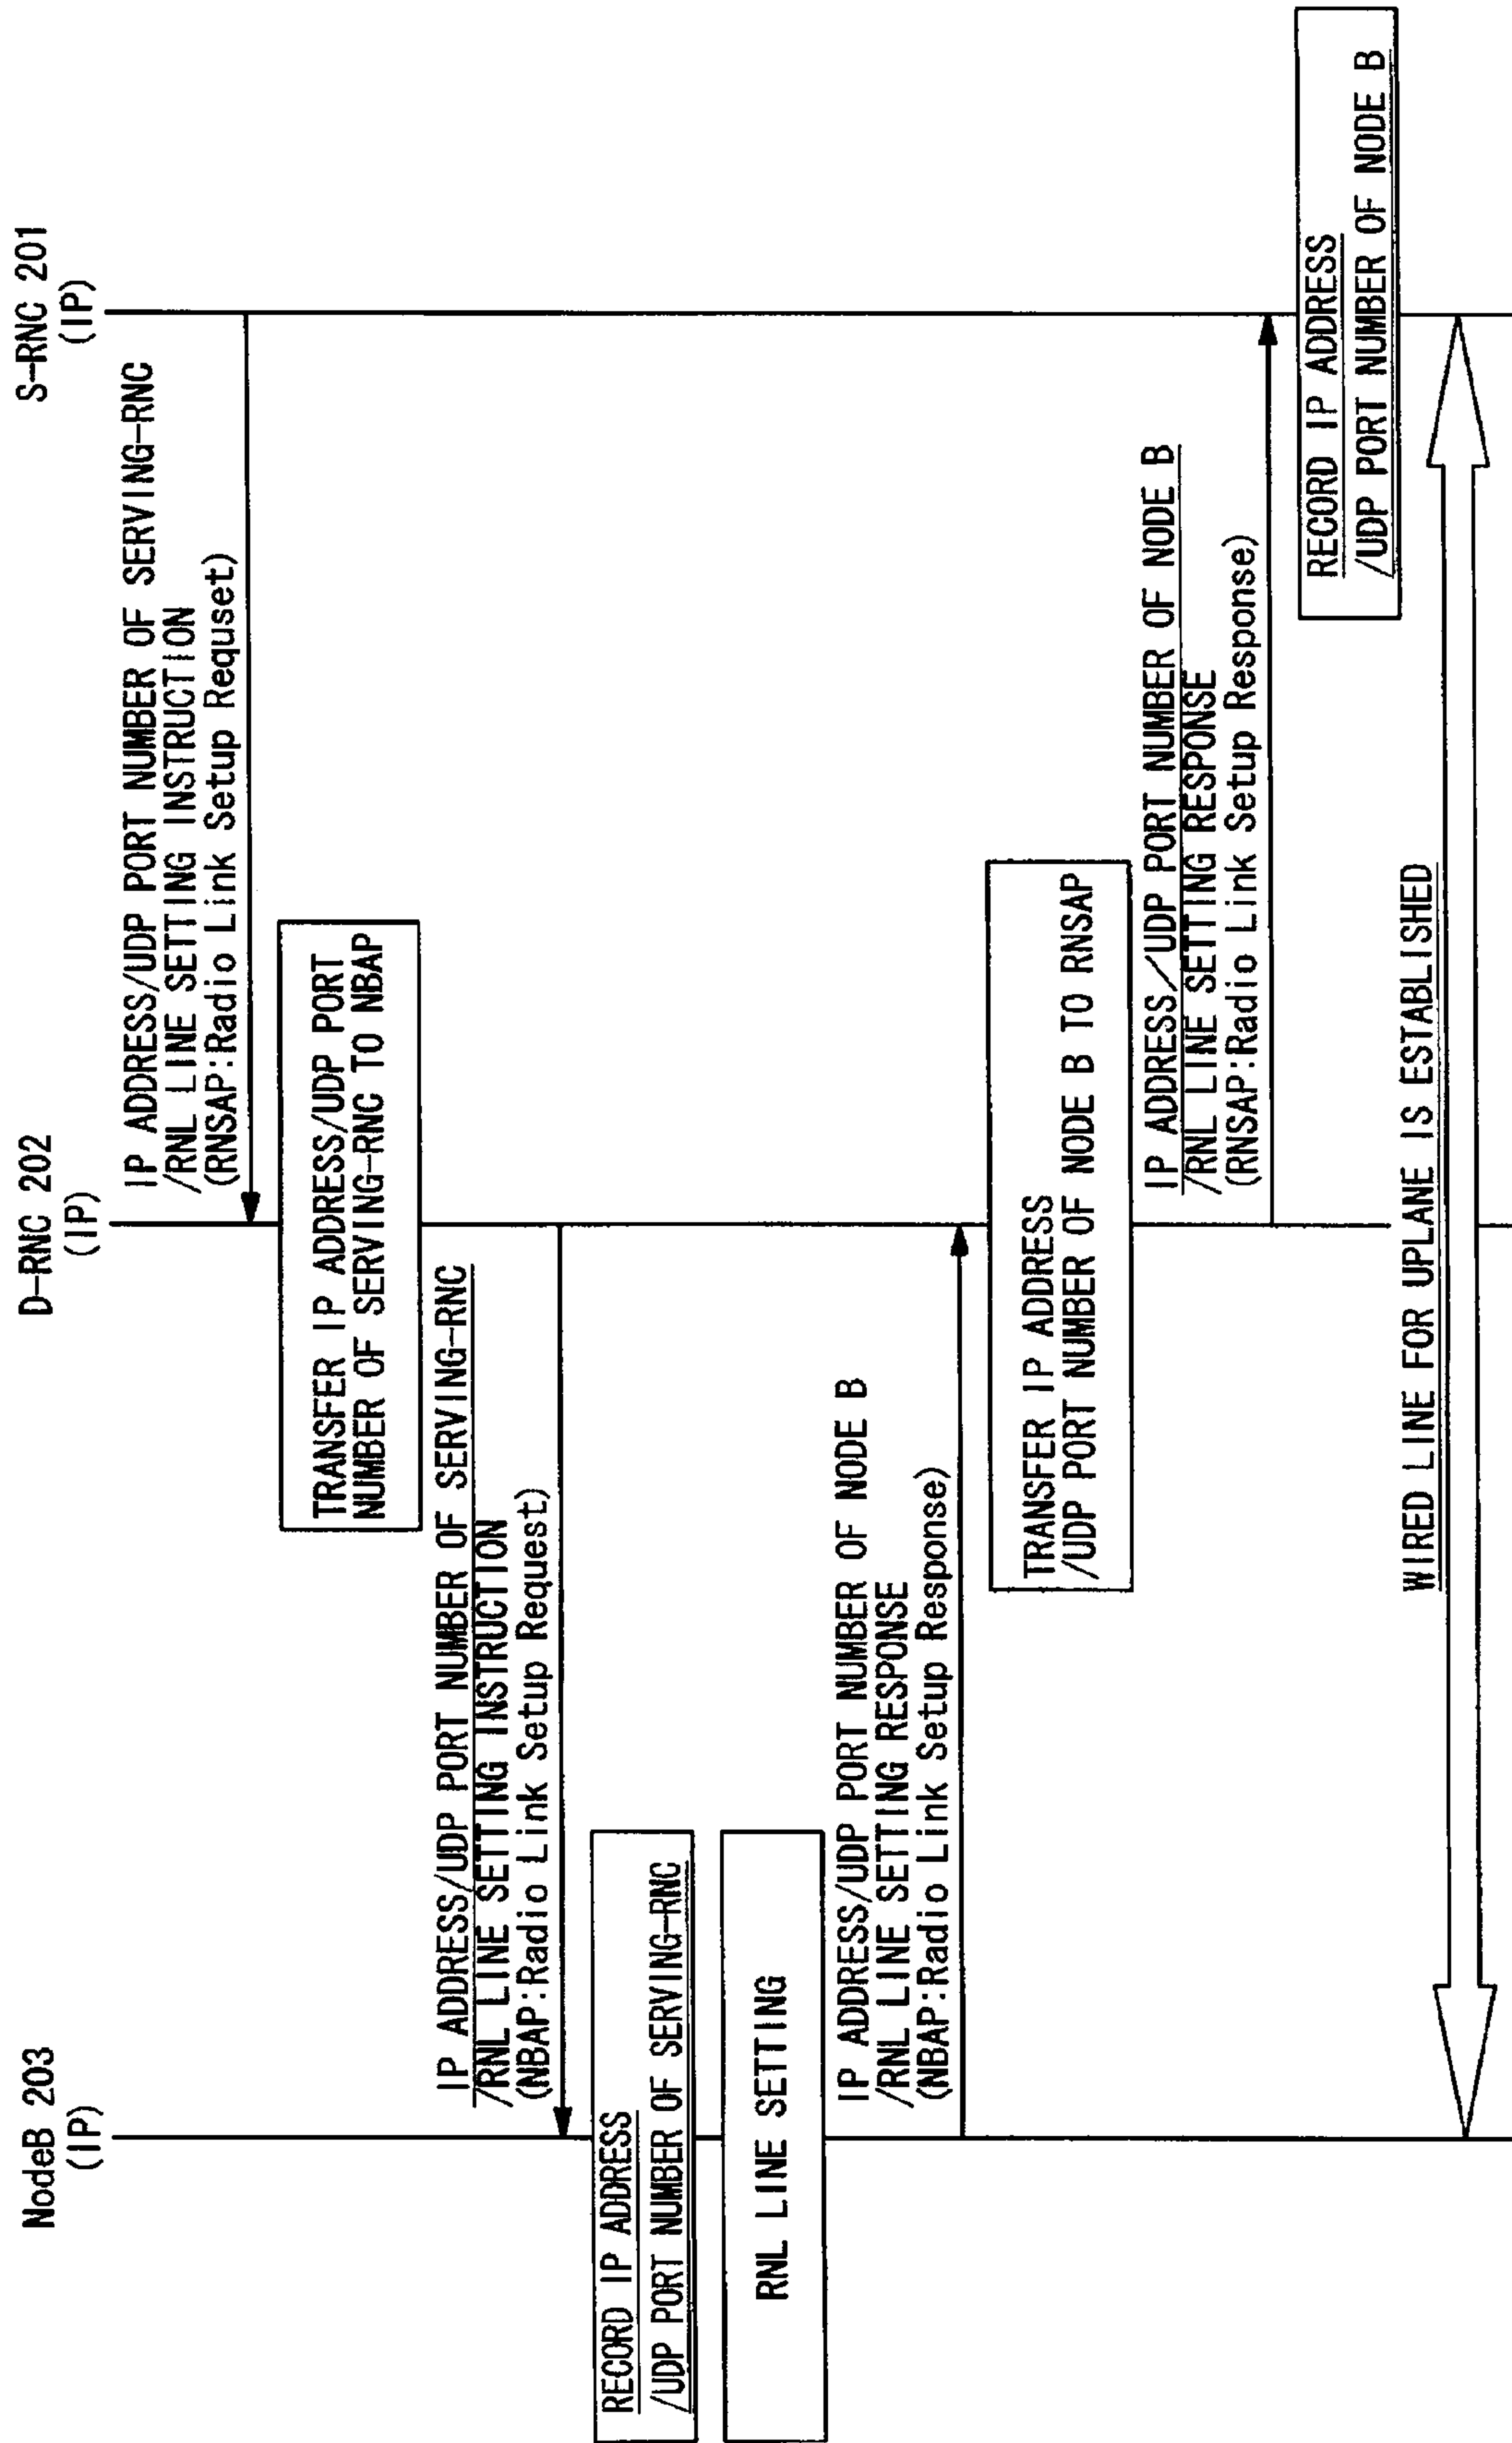 NodeB 203
(IP)
D-RNC 202
(IP)
S-RNC 201
(IP)
IP ADDRESS/UDP PORT NUMBER OF SERVING-RNC
/RNL LINE SETTING INSTRUCTION
(RNSAP:Radio Link Setup Requset)
TRANSFER IP ADDRESS/UDP PORT
NUMBER OF SERVING-RNC TO NBAP
IP ADDRESS/UDP PORT NUMBER OF SERVING-RNC
/RNL LINE SETTING INSTRUCTION
(NBAP:Radio Link Setup Request)
RECORD IP ADDRESS
/UDP PORT NUMBER OF SERVING-RNC
RNL LINE SETTING
IP ADDRESS/UDP PORT NUMBER OF NODE B
/RNL LINE SETTING RESPONSE
(NBAP:Radio Link Setup Response)
TRANSFER IP ADDRESS
/UDP PORT NUMBER OF NODE B TO RNSAP
IP ADDRESS/UDP PORT NUMBER OF NODE B
/RNL LINE SETTING RESPONSE
(RNSAP:Radio Link Setup Response)
RECORD IP ADDRESS
/UDP PORT NUMBER OF NODE B
WIRED LINE FOR UPLANE IS ESTABLISHED